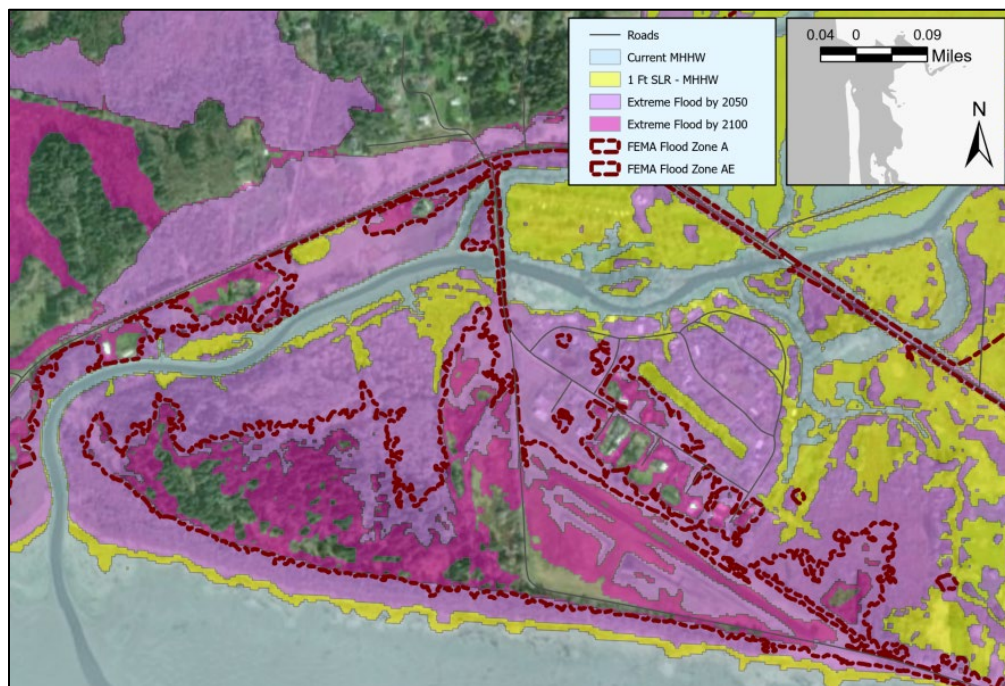 Roads
Current MHHW
1 Ft SLR - MHHW
Extreme Flood by 2050
Extreme Flood by 2100
FEMA Flood Zone A
FEMA Flood Zone AE
0.04 0 0.09
Miles
N